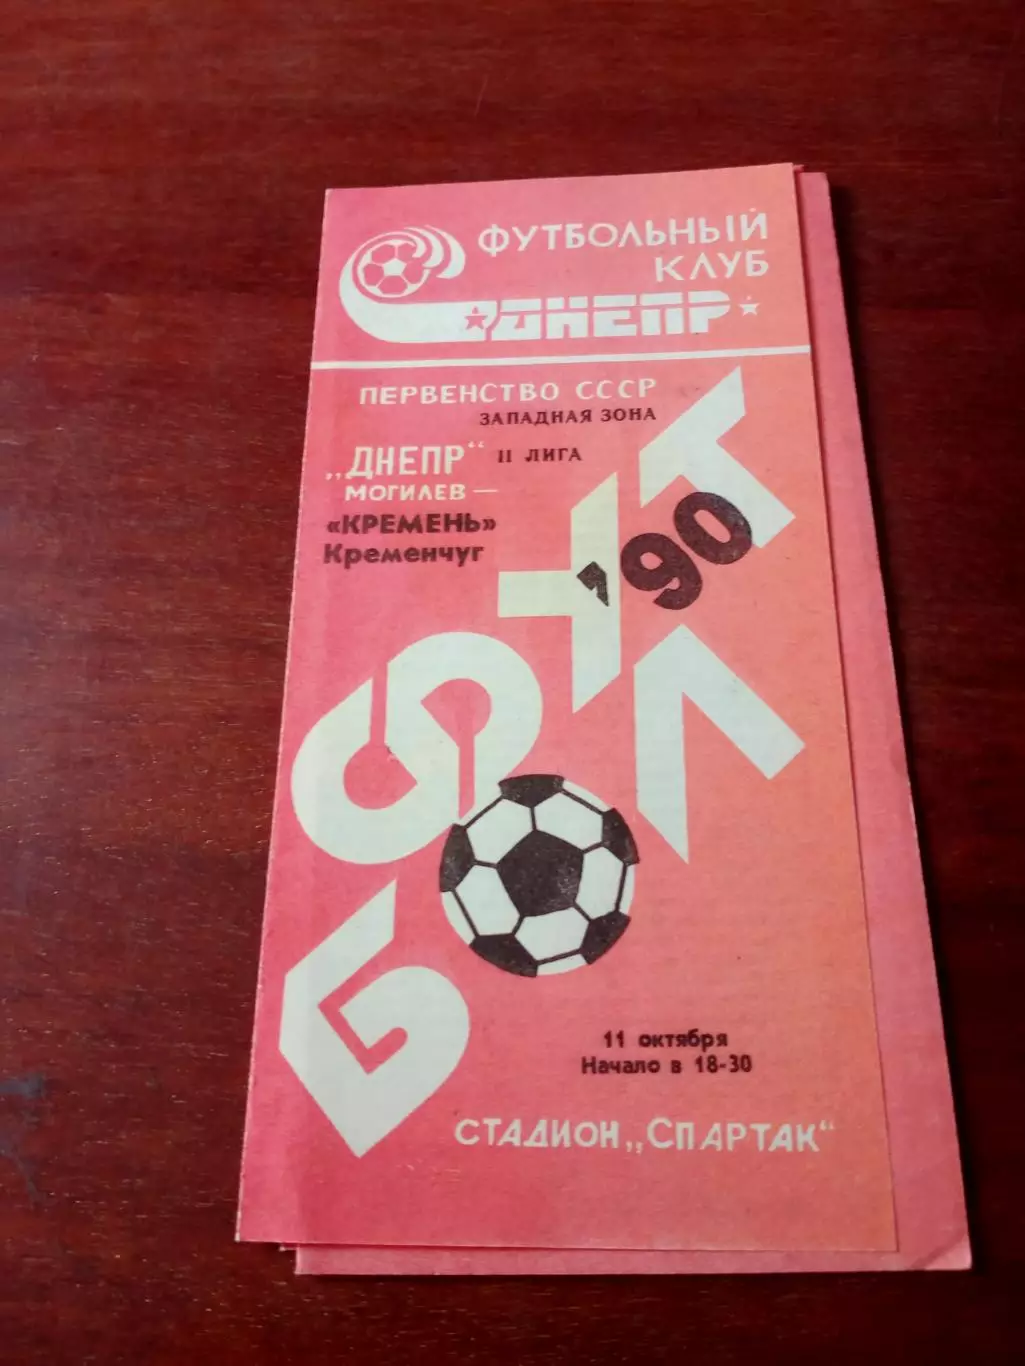 ФУТБОЛЬНЫЙ
КЛУБ
ДНЕПР
ПЕРВЕНСТВО СССР
ЗАПАДНАЯ ЗОНА
„ДНЕПР“ II ЛИГА
МОГИЛЕВ —
«КРЕМЕНЬ»
Кременчуг
ФУТБОЛ
'90
11 октября
Начало в 18-30
СТАДИОН „СПАРТАК“